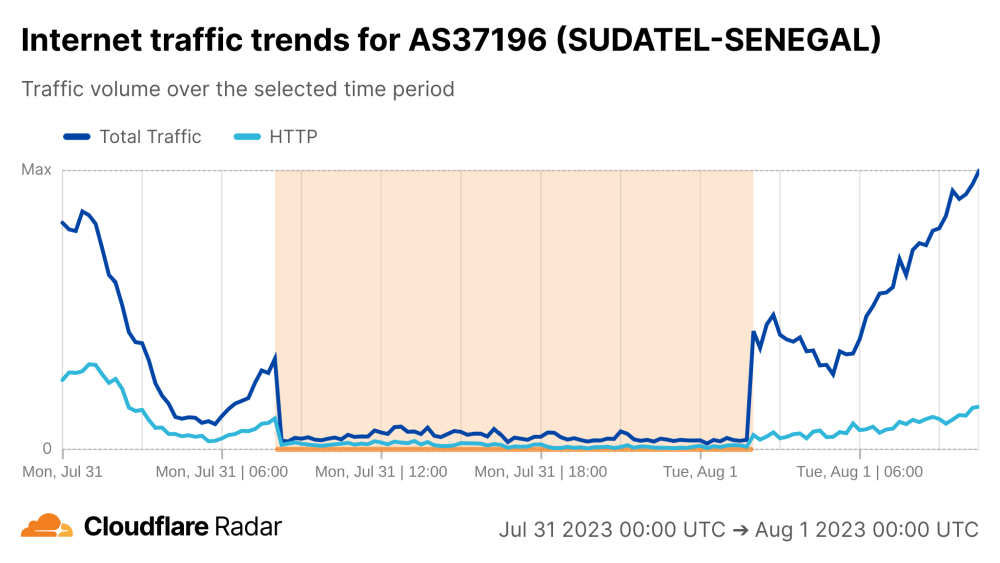 Internet traffic trends for AS37196 (SUDATEL-SENEGAL)
Traffic volume over the selected time period
Total Traffic HTTP
Max
0
Mon, Jul 31 Mon, Jul 31 | 06:00 Mon, Jul 31 | 12:00 Mon, Jul 31 | 18:00 Tue, Aug 1 Tue, Aug 1 | 06:00
Cloudflare Radar Jul 31 2023 00:00 UTC → Aug 1 2023 00:00 UTC